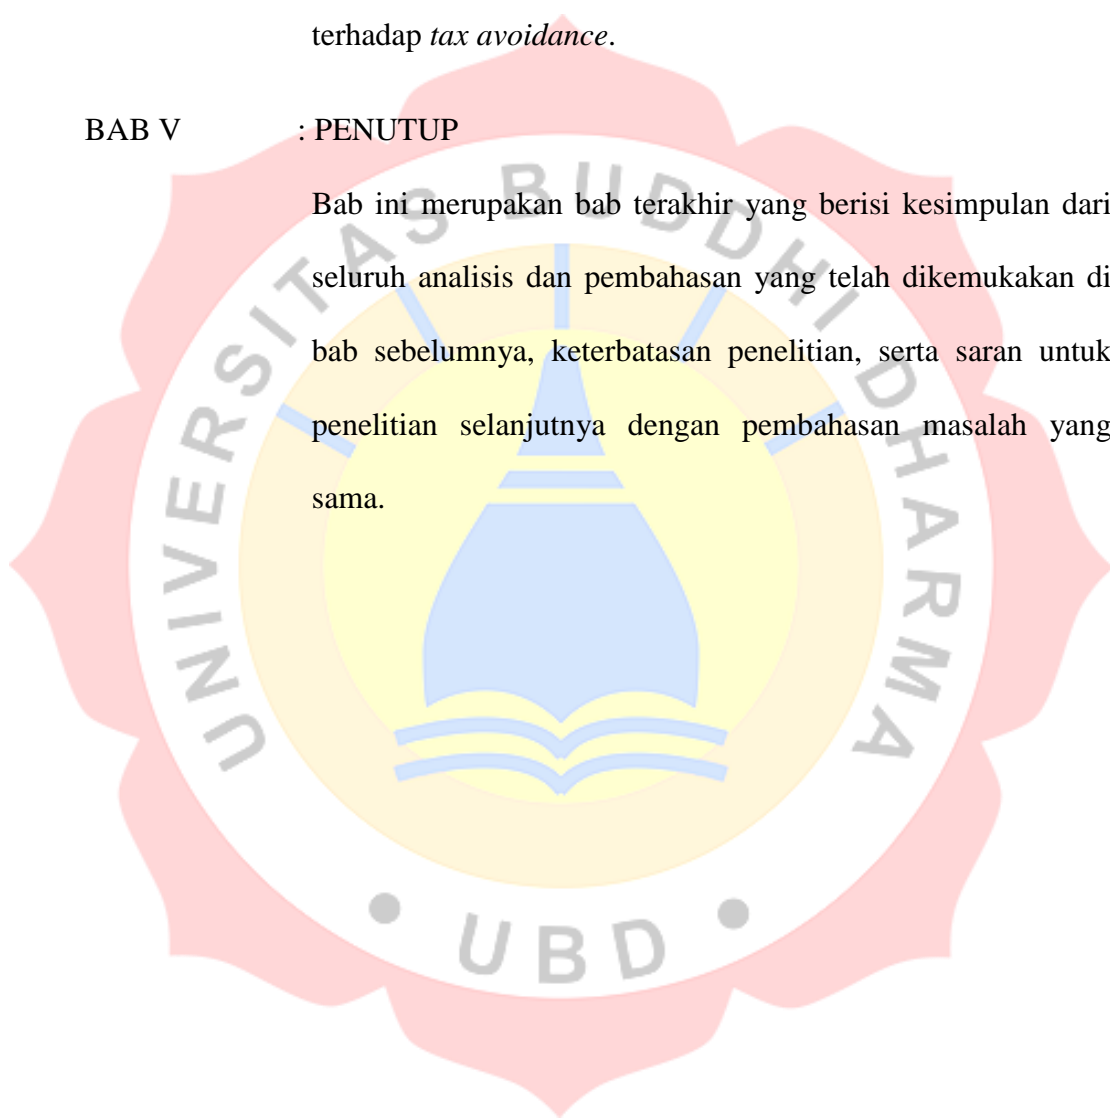 terhadap tax avoidance.
BAB V : PENUTUP
Bab ini merupakan bab terakhir yang berisi kesimpulan dari
seluruh analisis dan pembahasan yang telah dikemukakan di
bab sebelumnya, keterbatasan penelitian, serta saran untuk
penelitian selanjutnya dengan pembahasan masalah yang
sama.
UNIVERSITAS BUDDHI DHARMA
• UBD •